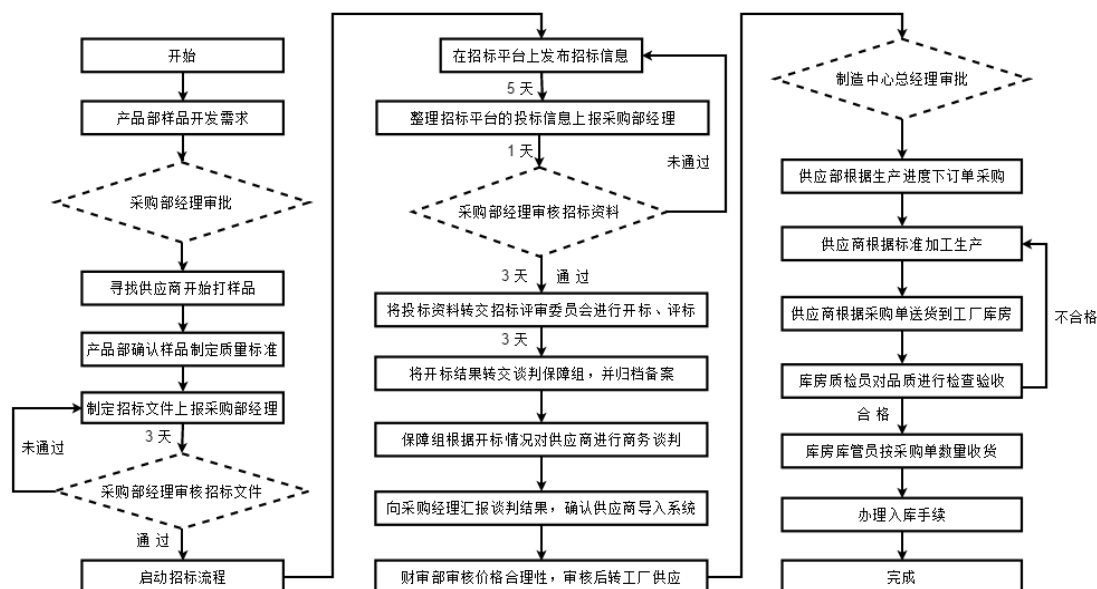 开始
产品部样品开发需求
采购部经理审批
寻找供应商开始打样品
产品部确认样品制定质量标准
制定招标文件上报采购部经理
3 天
未通过
采购部经理审核招标文件
通 过
启动招标流程
在招标平台上发布招标信息
5 天
整理招标平台的投标信息上报采购部经理
1 天
未通过
采购部经理审核招标资料
3 天
通 过
将投标资料转交招标评审委员会进行开标、评标
3 天
将开标结果转交谈判保障组，并归档备案
保障组根据开标情况对供应商进行商务谈判
向采购经理汇报谈判结果，确认供应商导入系统
财审部审核价格合理性，审核后转工厂供应
制造中心总经理审批
供应部根据生产进度下订单采购
供应商根据标准加工生产
供应商根据采购单送货到工厂库房
不合格
库房质检员对品质进行检查验收
合 格
库房库管员按采购单数量收货
办理入库手续
完成